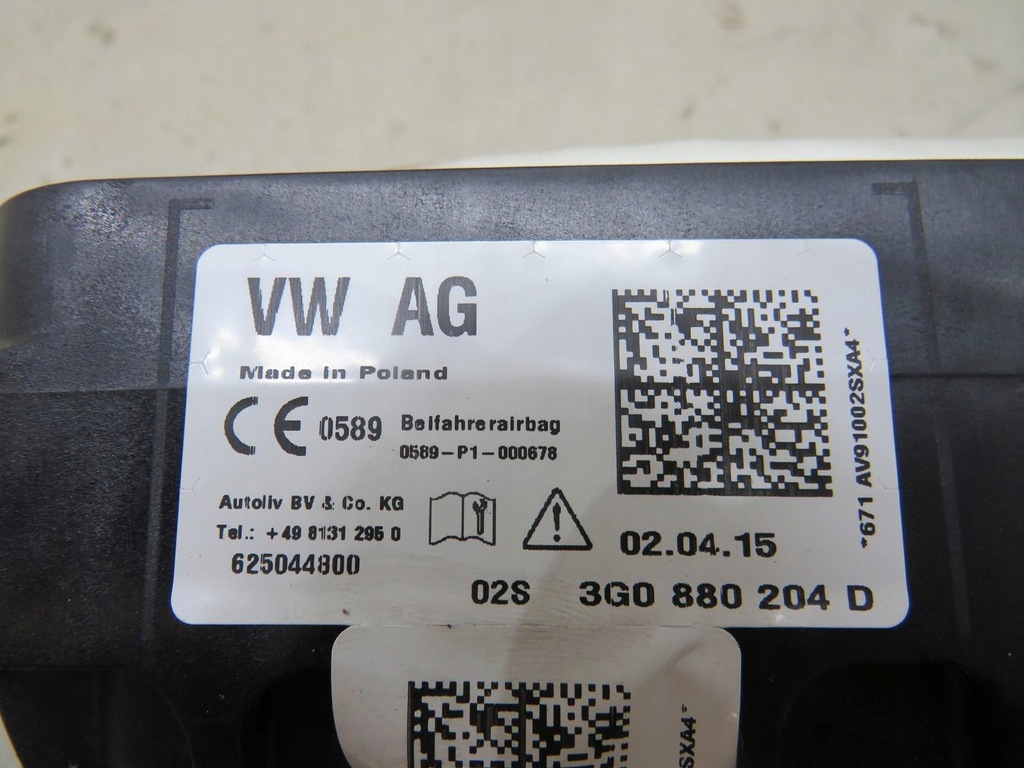 VW AG
Made in Poland
CE 0589 Beifahrerairbag
0589-P1-000678
Autoliv BV & Co. KG
Tel.: +49 8131 295 0
625044800
02.04.15
02S 3G0 880 204 D
*671 AV91002SXA4*
SXA4*